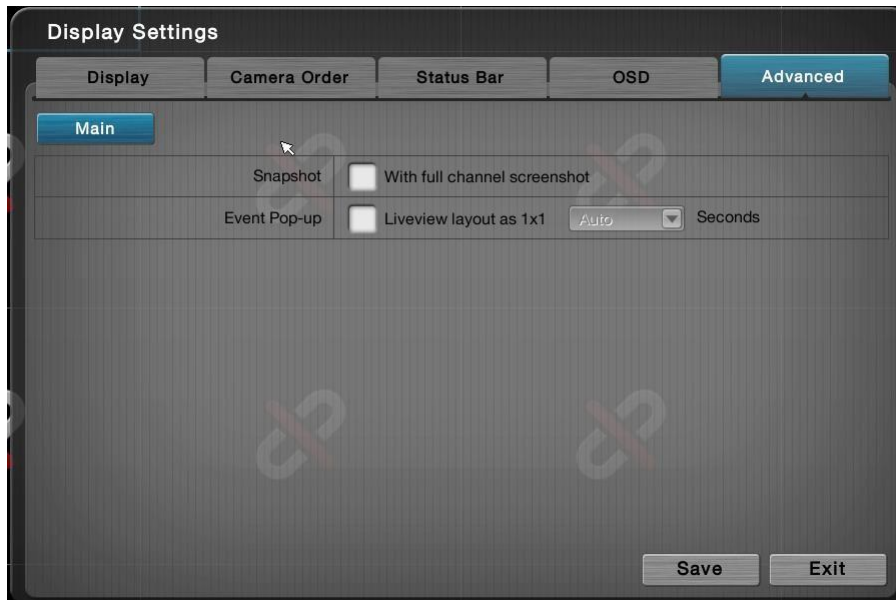 Display Settings
Display Camera Order Status Bar OSD Advanced
Main
Snapshot With full channel screenshot
Event Pop-up Liveview layout as 1x1 Auto Seconds
Save Exit